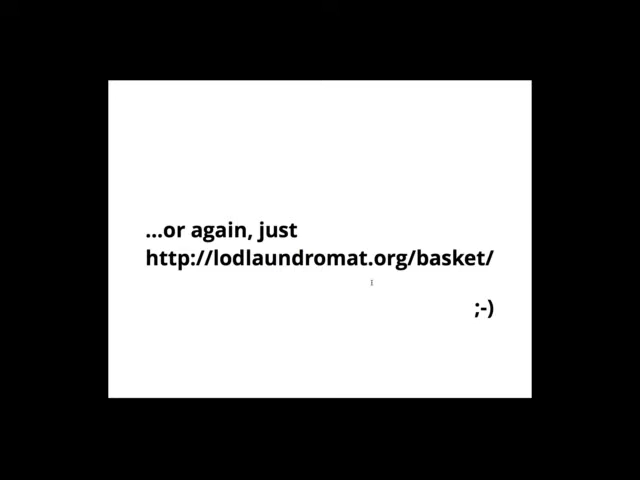 ...or again, just
http://lodlaundromat.org/basket/
;-)